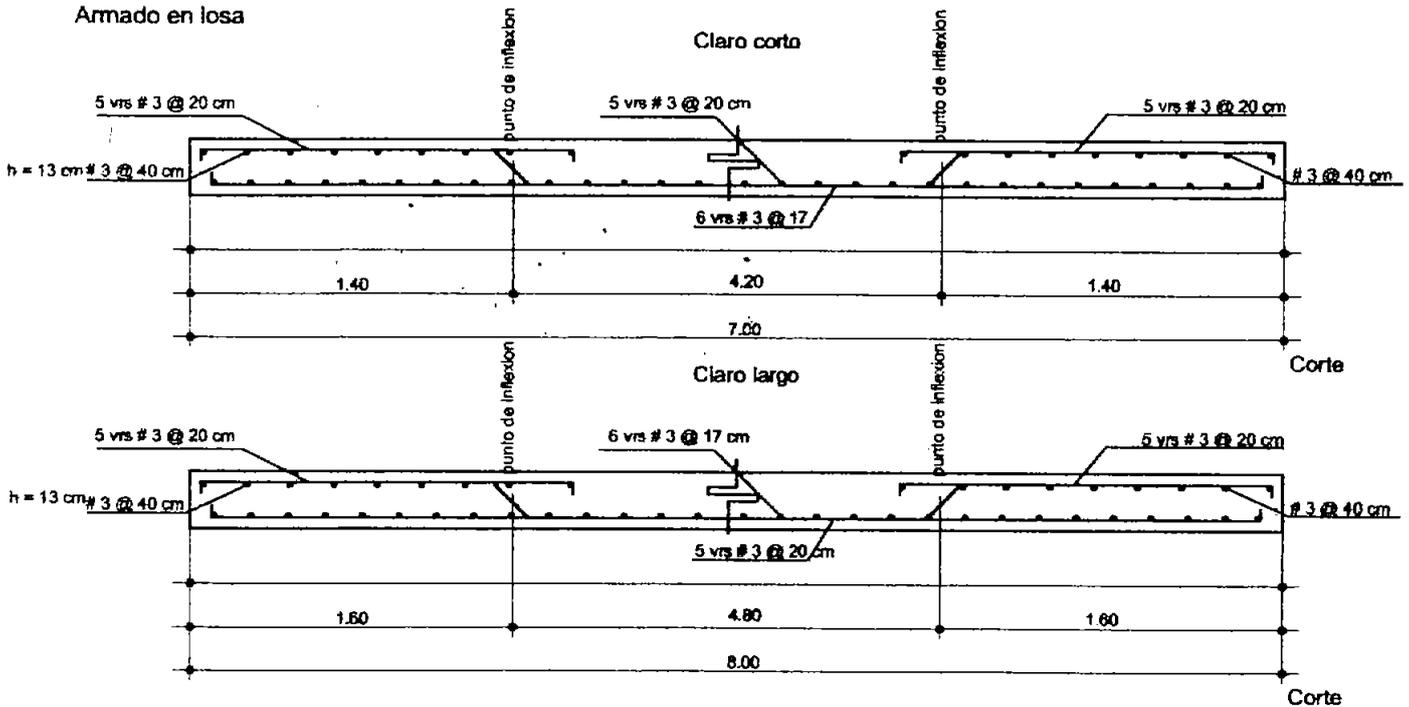 Armado en losa
punto de inflexion
Claro corto
punto de inflexion
5 vrs # 3 @ 20 cm
5 vrs # 3 @ 20 cm
5 vrs # 3 @ 20 cm
h = 13 cm
# 3 @ 40 cm
# 3 @ 40 cm
6 vrs # 3 @ 17
1.40
4.20
1.40
7.00
Corte
punto de inflexion
Claro largo
punto de inflexion
5 vrs # 3 @ 20 cm
6 vrs # 3 @ 17 cm
5 vrs # 3 @ 20 cm
h = 13 cm
# 3 @ 40 cm
# 3 @ 40 cm
5 vrs # 3 @ 20 cm
1.60
4.80
1.60
8.00
Corte